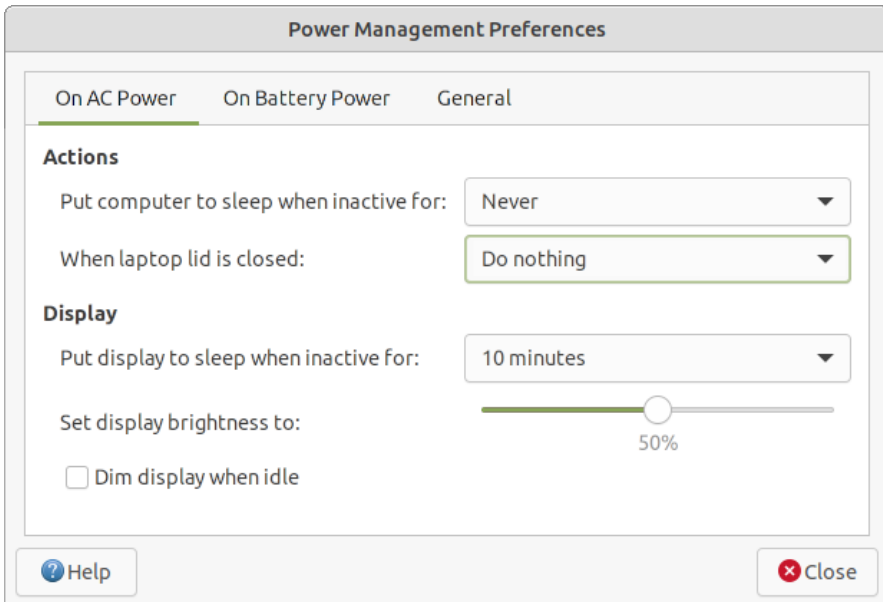 Power Management Preferences
On AC Power On Battery Power General
Actions
Put computer to sleep when inactive for: Never
When laptop lid is closed: Do nothing
Display
Put display to sleep when inactive for: 10 minutes
Set display brightness to:
50%
Dim display when idle
Help Close